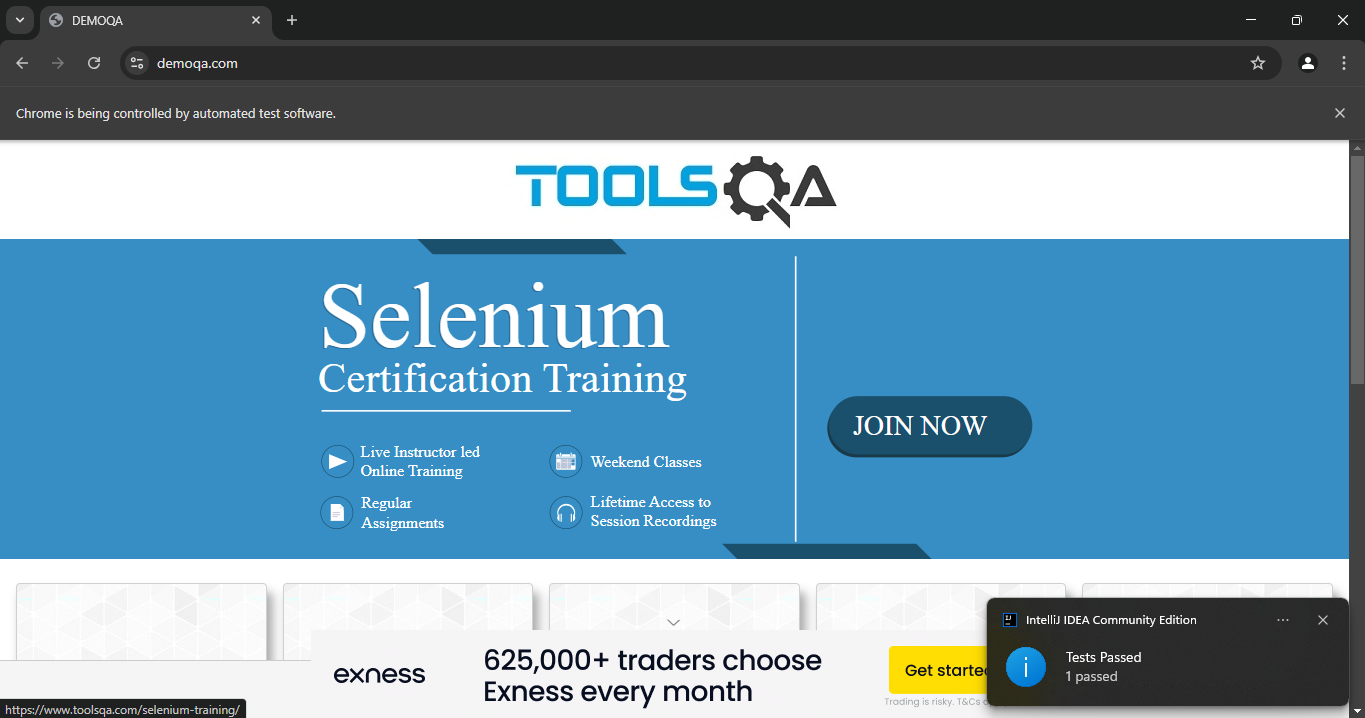 DEMOQA
demoqa.com
Chrome is being controlled by automated test software.
TOOLSQA
Selenium
Certification Training
Live Instructor led
Online Training
Weekend Classes
Regular
Assignments
Lifetime Access to
Session Recordings
JOIN NOW
IntelliJ IDEA Community Edition
Tests Passed
1 passed
exness
625,000+ traders choose
Exness every month
Get starte
Trading is risky. T&Cs
https://www.toolsqa.com/selenium-training/